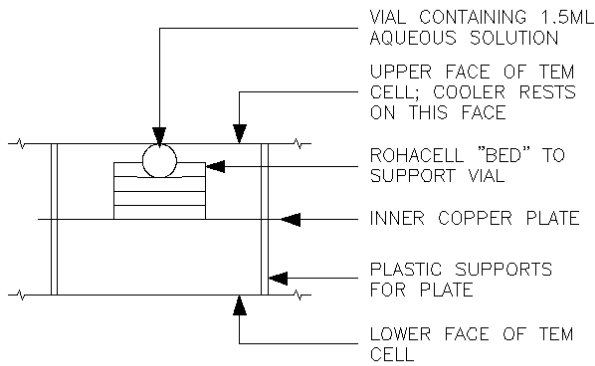 VIAL CONTAINING 1.5ML
AQUEOUS SOLUTION
UPPER FACE OF TEM
CELL; COOLER RESTS
ON THIS FACE
ROHACELL "BED" TO
SUPPORT VIAL
INNER COPPER PLATE
PLASTIC SUPPORTS
FOR PLATE
LOWER FACE OF TEM
CELL